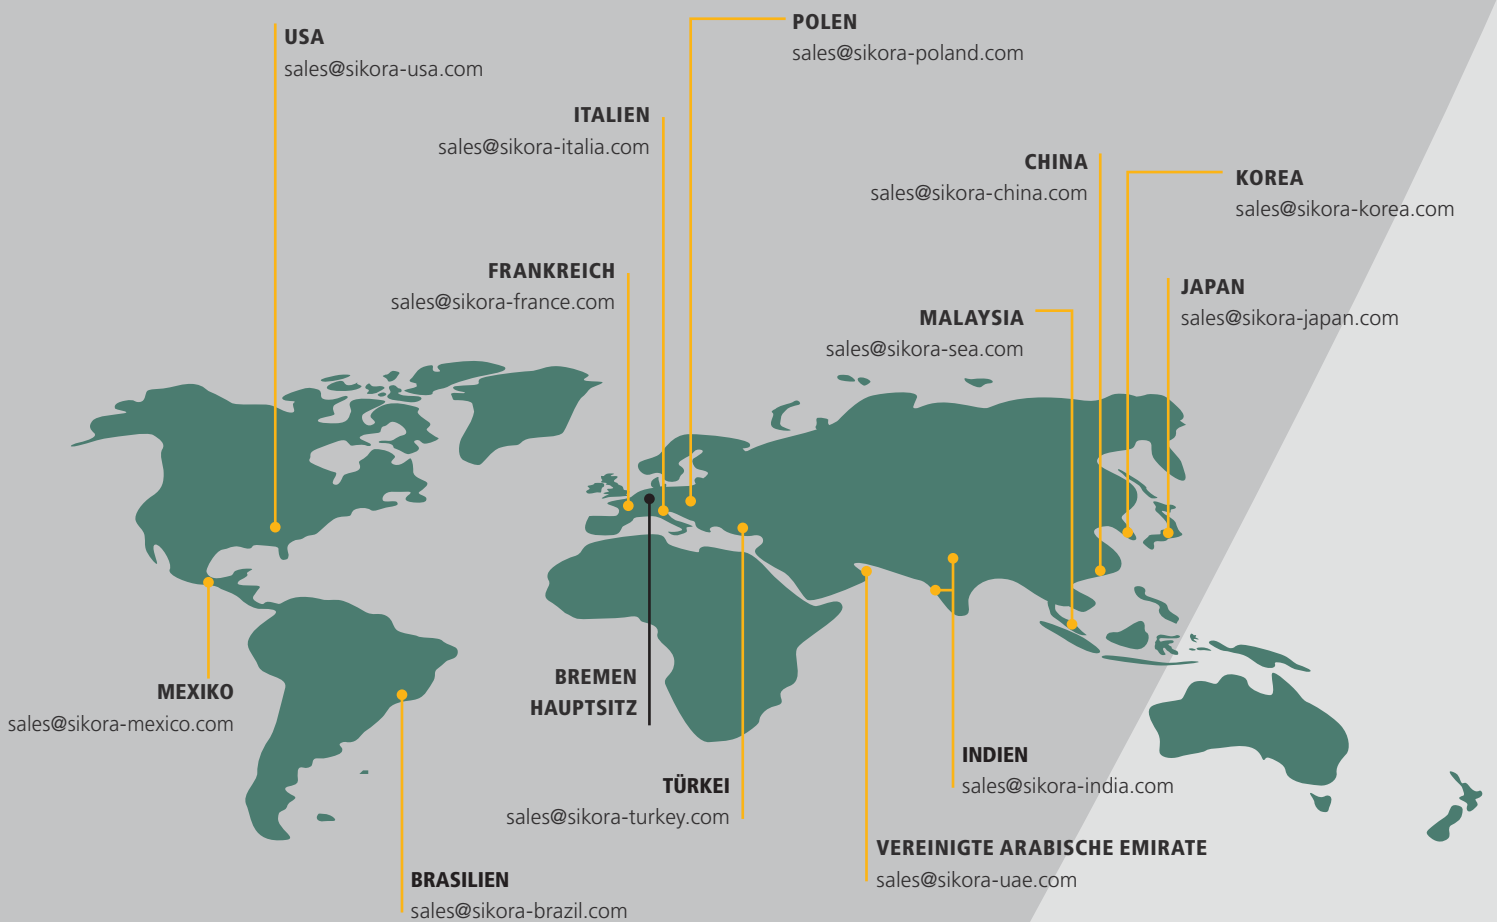 USA
sales@sikora-usa.com
POLEN
sales@sikora-poland.com
ITALIEN
sales@sikora-italia.com
CHINA
sales@sikora-china.com
KOREA
sales@sikora-korea.com
FRANKREICH
sales@sikora-france.com
MALAYSIA
sales@sikora-sea.com
JAPAN
sales@sikora-japan.com
MEXIKO
sales@sikora-mexico.com
BREMEN
HAUPTSITZ
TÜRKEI
sales@sikora-turkey.com
INDIEN
sales@sikora-india.com
VEREINIGTE ARABISCHE EMIRATE
sales@sikora-uae.com
BRASILIEN
sales@sikora-brazil.com